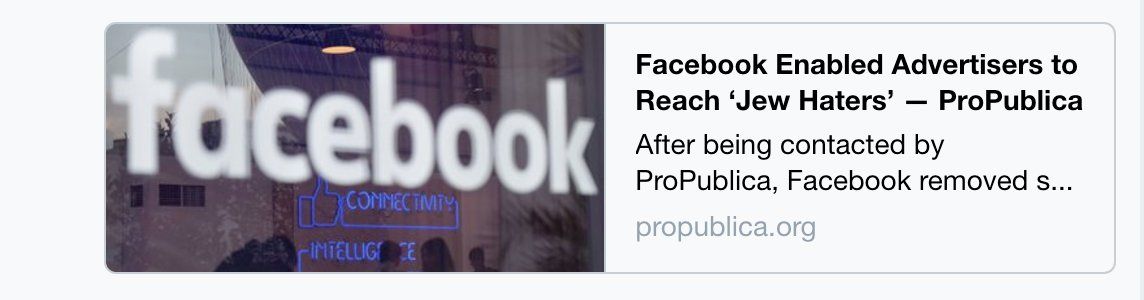 facebook
CONNECTIVITY
INTELLIGENCE
Facebook Enabled Advertisers to
Reach ‘Jew Haters’ — ProPublica
After being contacted by
ProPublica, Facebook removed s...
propublica.org